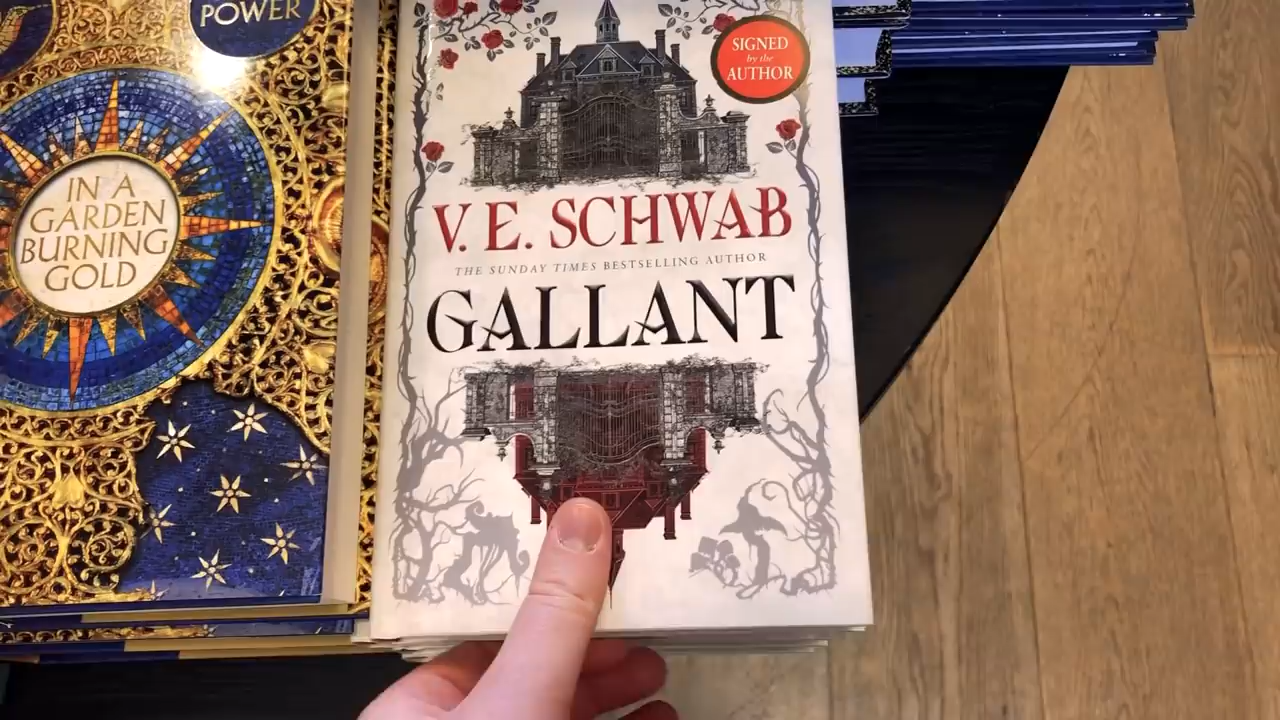 POWER
IN A
GARDEN
BURNING
GOLD
SIGNED
by the
AUTHOR
V. E. SCHWAB
THE SUNDAY TIMES BESTSELLING AUTHOR
GALLANT